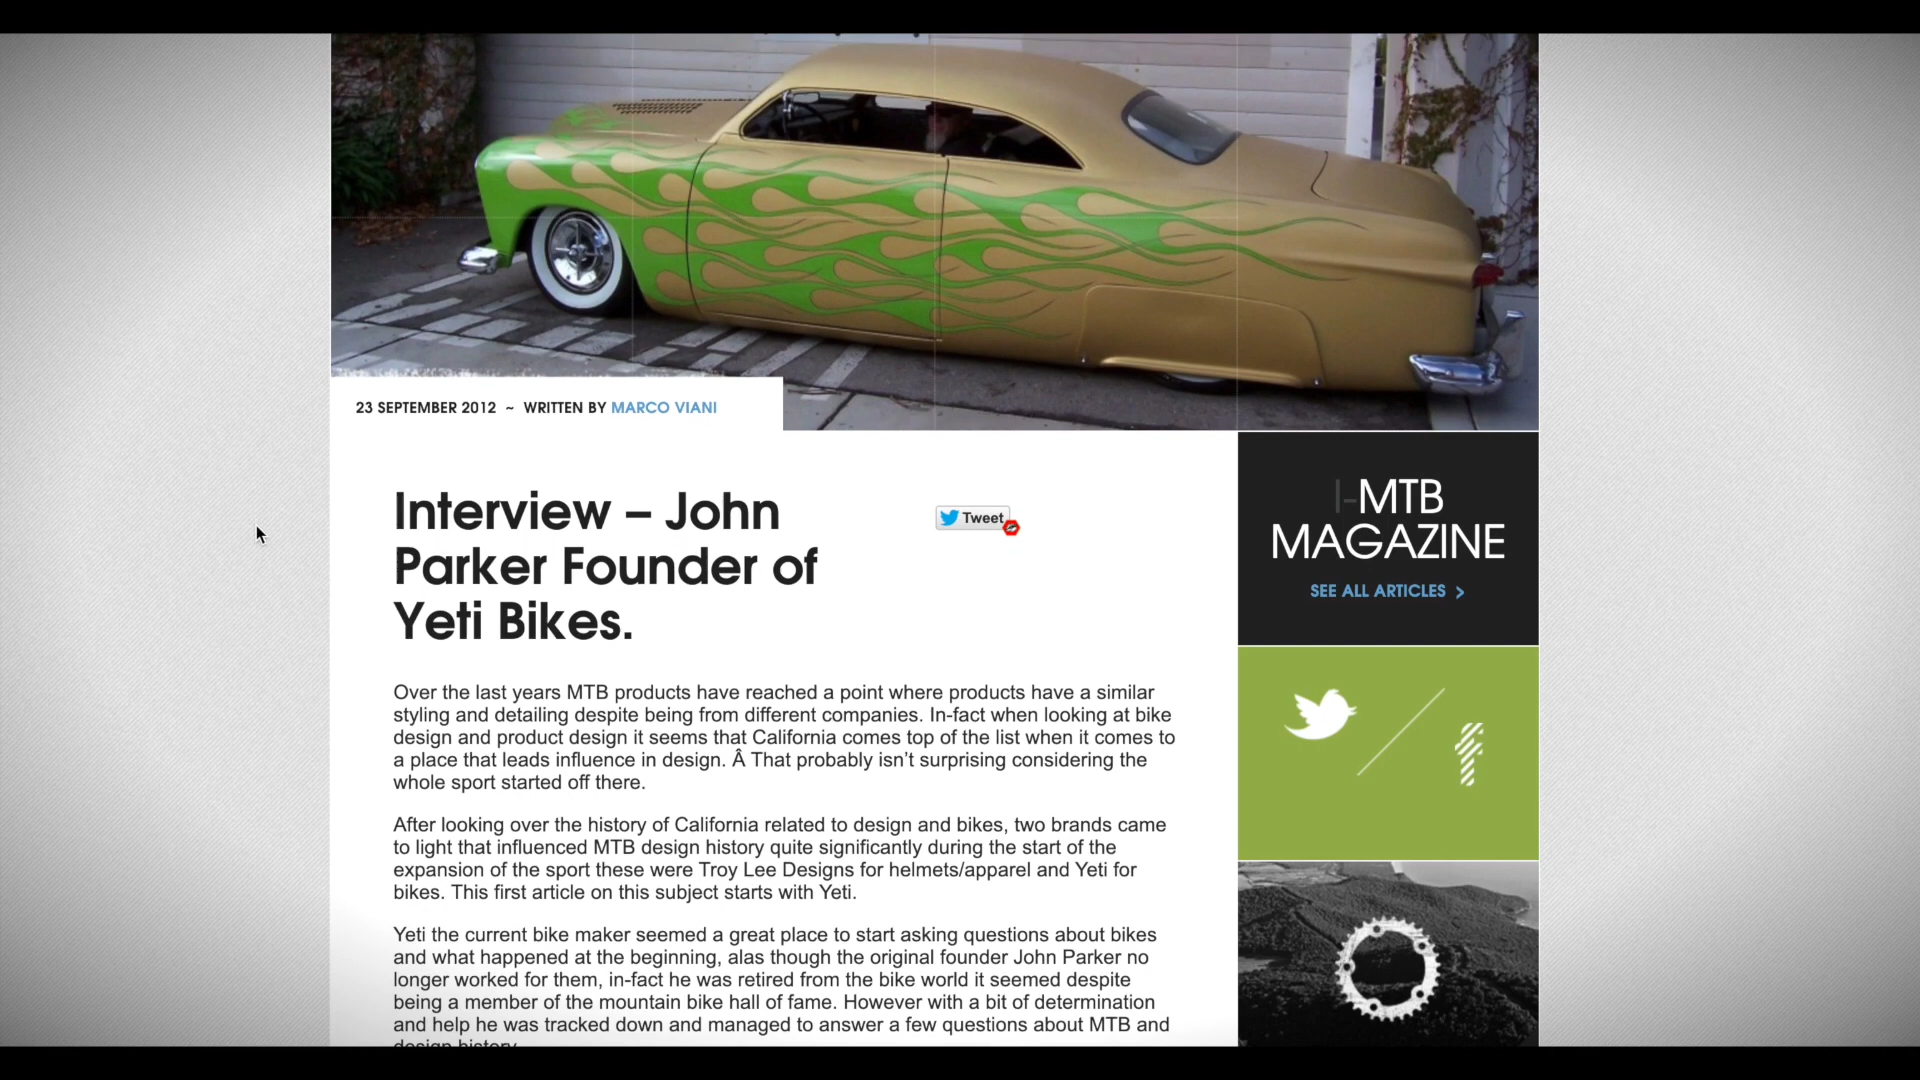 23 SEPTEMBER 2012 ~ WRITTEN BY MARCO VIANI
Interview – John
Parker Founder of
Yeti Bikes.
Tweet
I-MTB
MAGAZINE
SEE ALL ARTICLES >
Over the last years MTB products have reached a point where products have a similar
styling and detailing despite being from different companies. In-fact when looking at bike
design and product design it seems that California comes top of the list when it comes to
a place that leads influence in design. Â That probably isn’t surprising considering the
whole sport started off there.
After looking over the history of California related to design and bikes, two brands came
to light that influenced MTB design history quite significantly during the start of the
expansion of the sport these were Troy Lee Designs for helmets/apparel and Yeti for
bikes. This first article on this subject starts with Yeti.
Yeti the current bike maker seemed a great place to start asking questions about bikes
and what happened at the beginning, alas though the original founder John Parker no
longer worked for them, in-fact he was retired from the bike world it seemed despite
being a member of the mountain bike hall of fame. However with a bit of determination
and help he was tracked down and managed to answer a few questions about MTB and
design history.